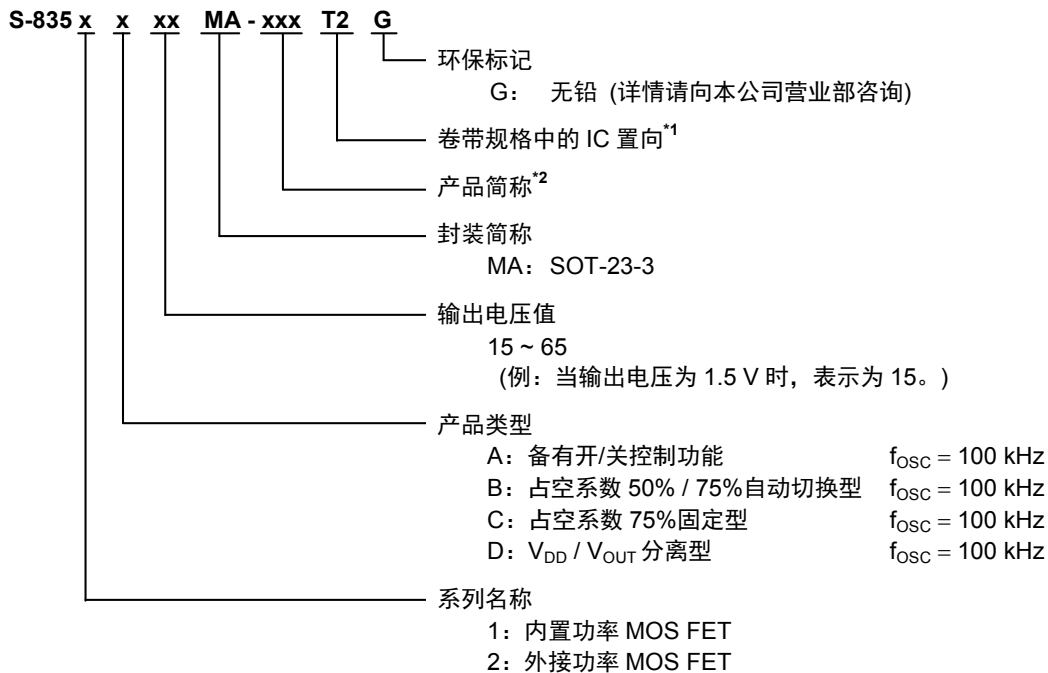 S-835 x x xx MA - xxx T2 G
环保标记
G： 无铅 (详情请向本公司营业部咨询)
卷带规格中的 IC 置向*1
产品简称*2
封装简称
MA：SOT-23-3
输出电压值
15 ~ 65
(例：当输出电压为 1.5 V 时，表示为 15。)
产品类型
A：备有开/关控制功能 fOSC = 100 kHz
B：占空系数 50% / 75%自动切换型 fOSC = 100 kHz
C：占空系数 75%固定型 fOSC = 100 kHz
D：VDD / VOUT 分离型 fOSC = 100 kHz
系列名称
1：内置功率 MOS FET
2：外接功率 MOS FET